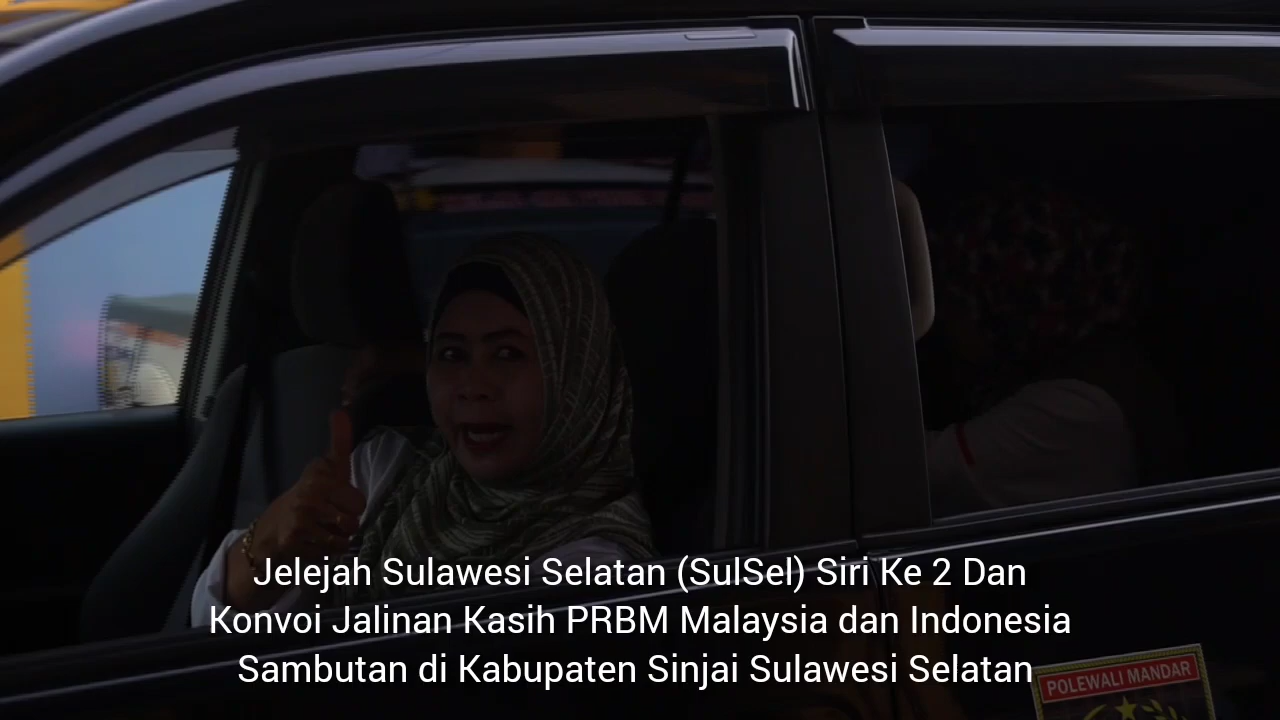 Jelejah Sulawesi Selatan (SulSel) Siri Ke 2 Dan
Konvoi Jalinan Kasih PRBM Malaysia dan Indonesia
Sambutan di Kabupaten Sinjai Sulawesi Selatan
POLEWALI MANDAR